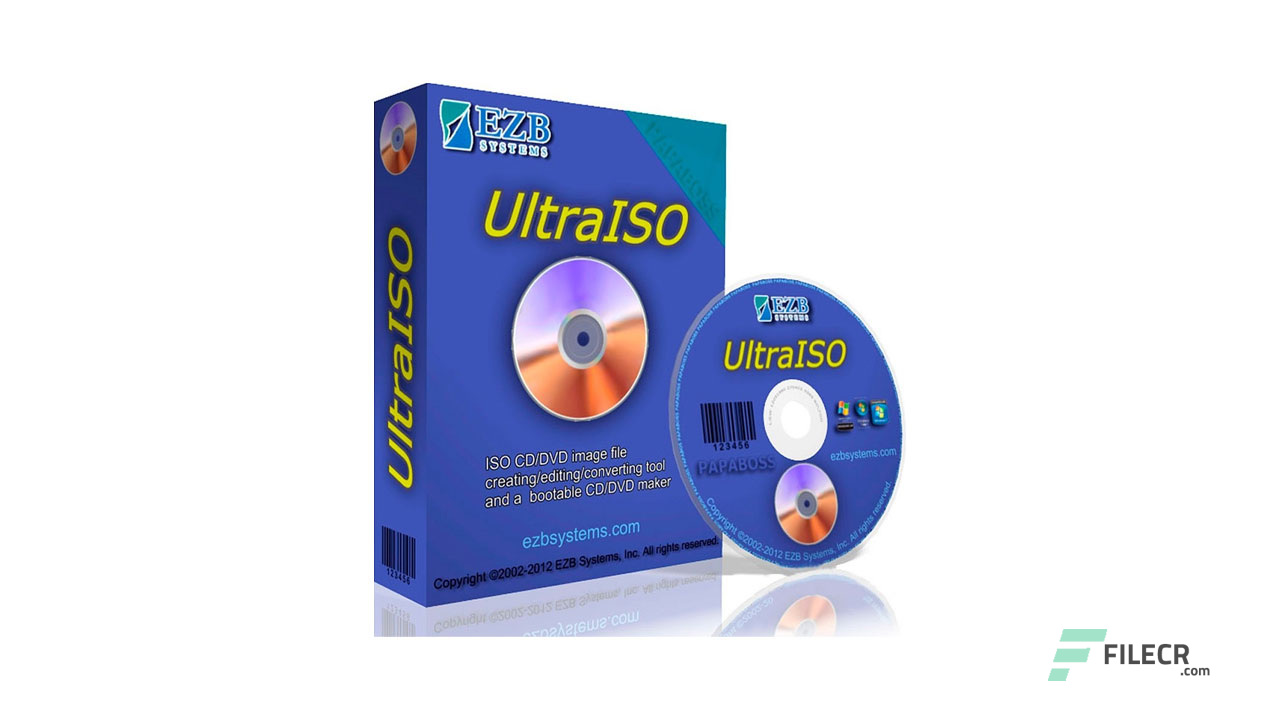 EZB
SYSTEMS
PAPABOSS
UltraISO
UltraISO
ISO CD/DVD image file
creating/editing/converting tool
and a bootable CD/DVD maker
ezbsystems.com
Copyright ©2002-2012 EZB Systems, Inc. All rights reserved.
123456
EZB
SYSTEMS
UltraISO
123456
PAPABOSS
ezbsystems.com
Copyright ©2002-2012 EZB Systems, Inc. All rights reserved.
FILECR
.com